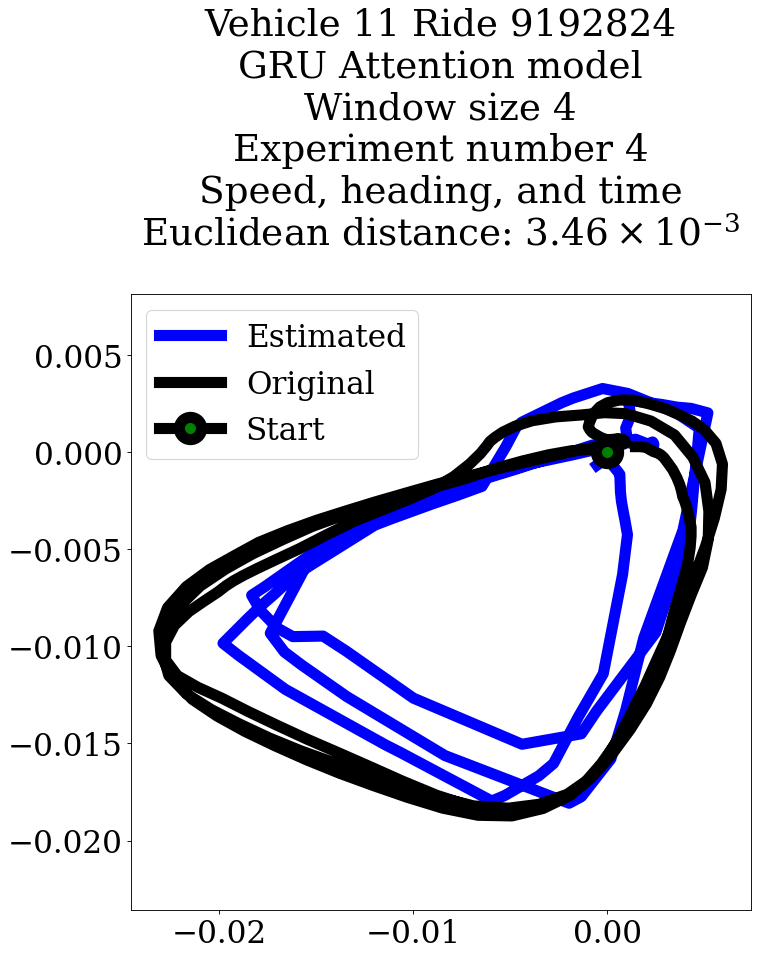 Vehicle 11 Ride 9192824
GRU Attention model
Window size 4
Experiment number 4
Speed, heading, and time
Euclidean distance: 3.46 × 10⁻³
Estimated
Original
Start
0.005
0.000
−0.005
−0.010
−0.015
−0.020
−0.02
−0.01
0.00